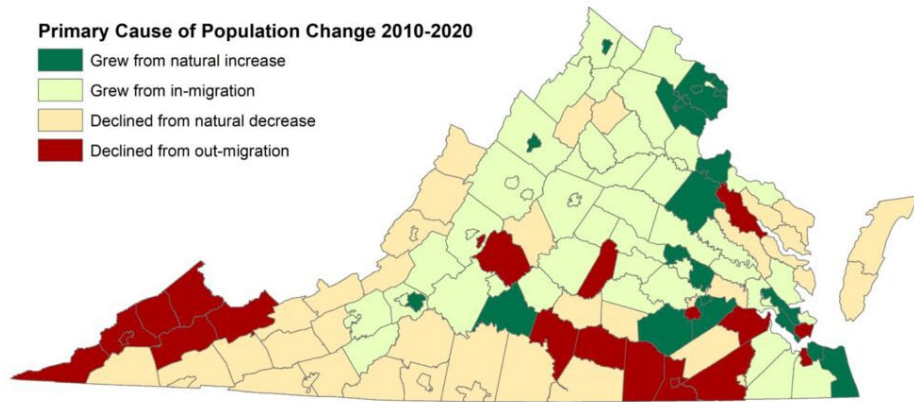 Primary Cause of Population Change 2010-2020
Grew from natural increase
Grew from in-migration
Declined from natural decrease
Declined from out-migration